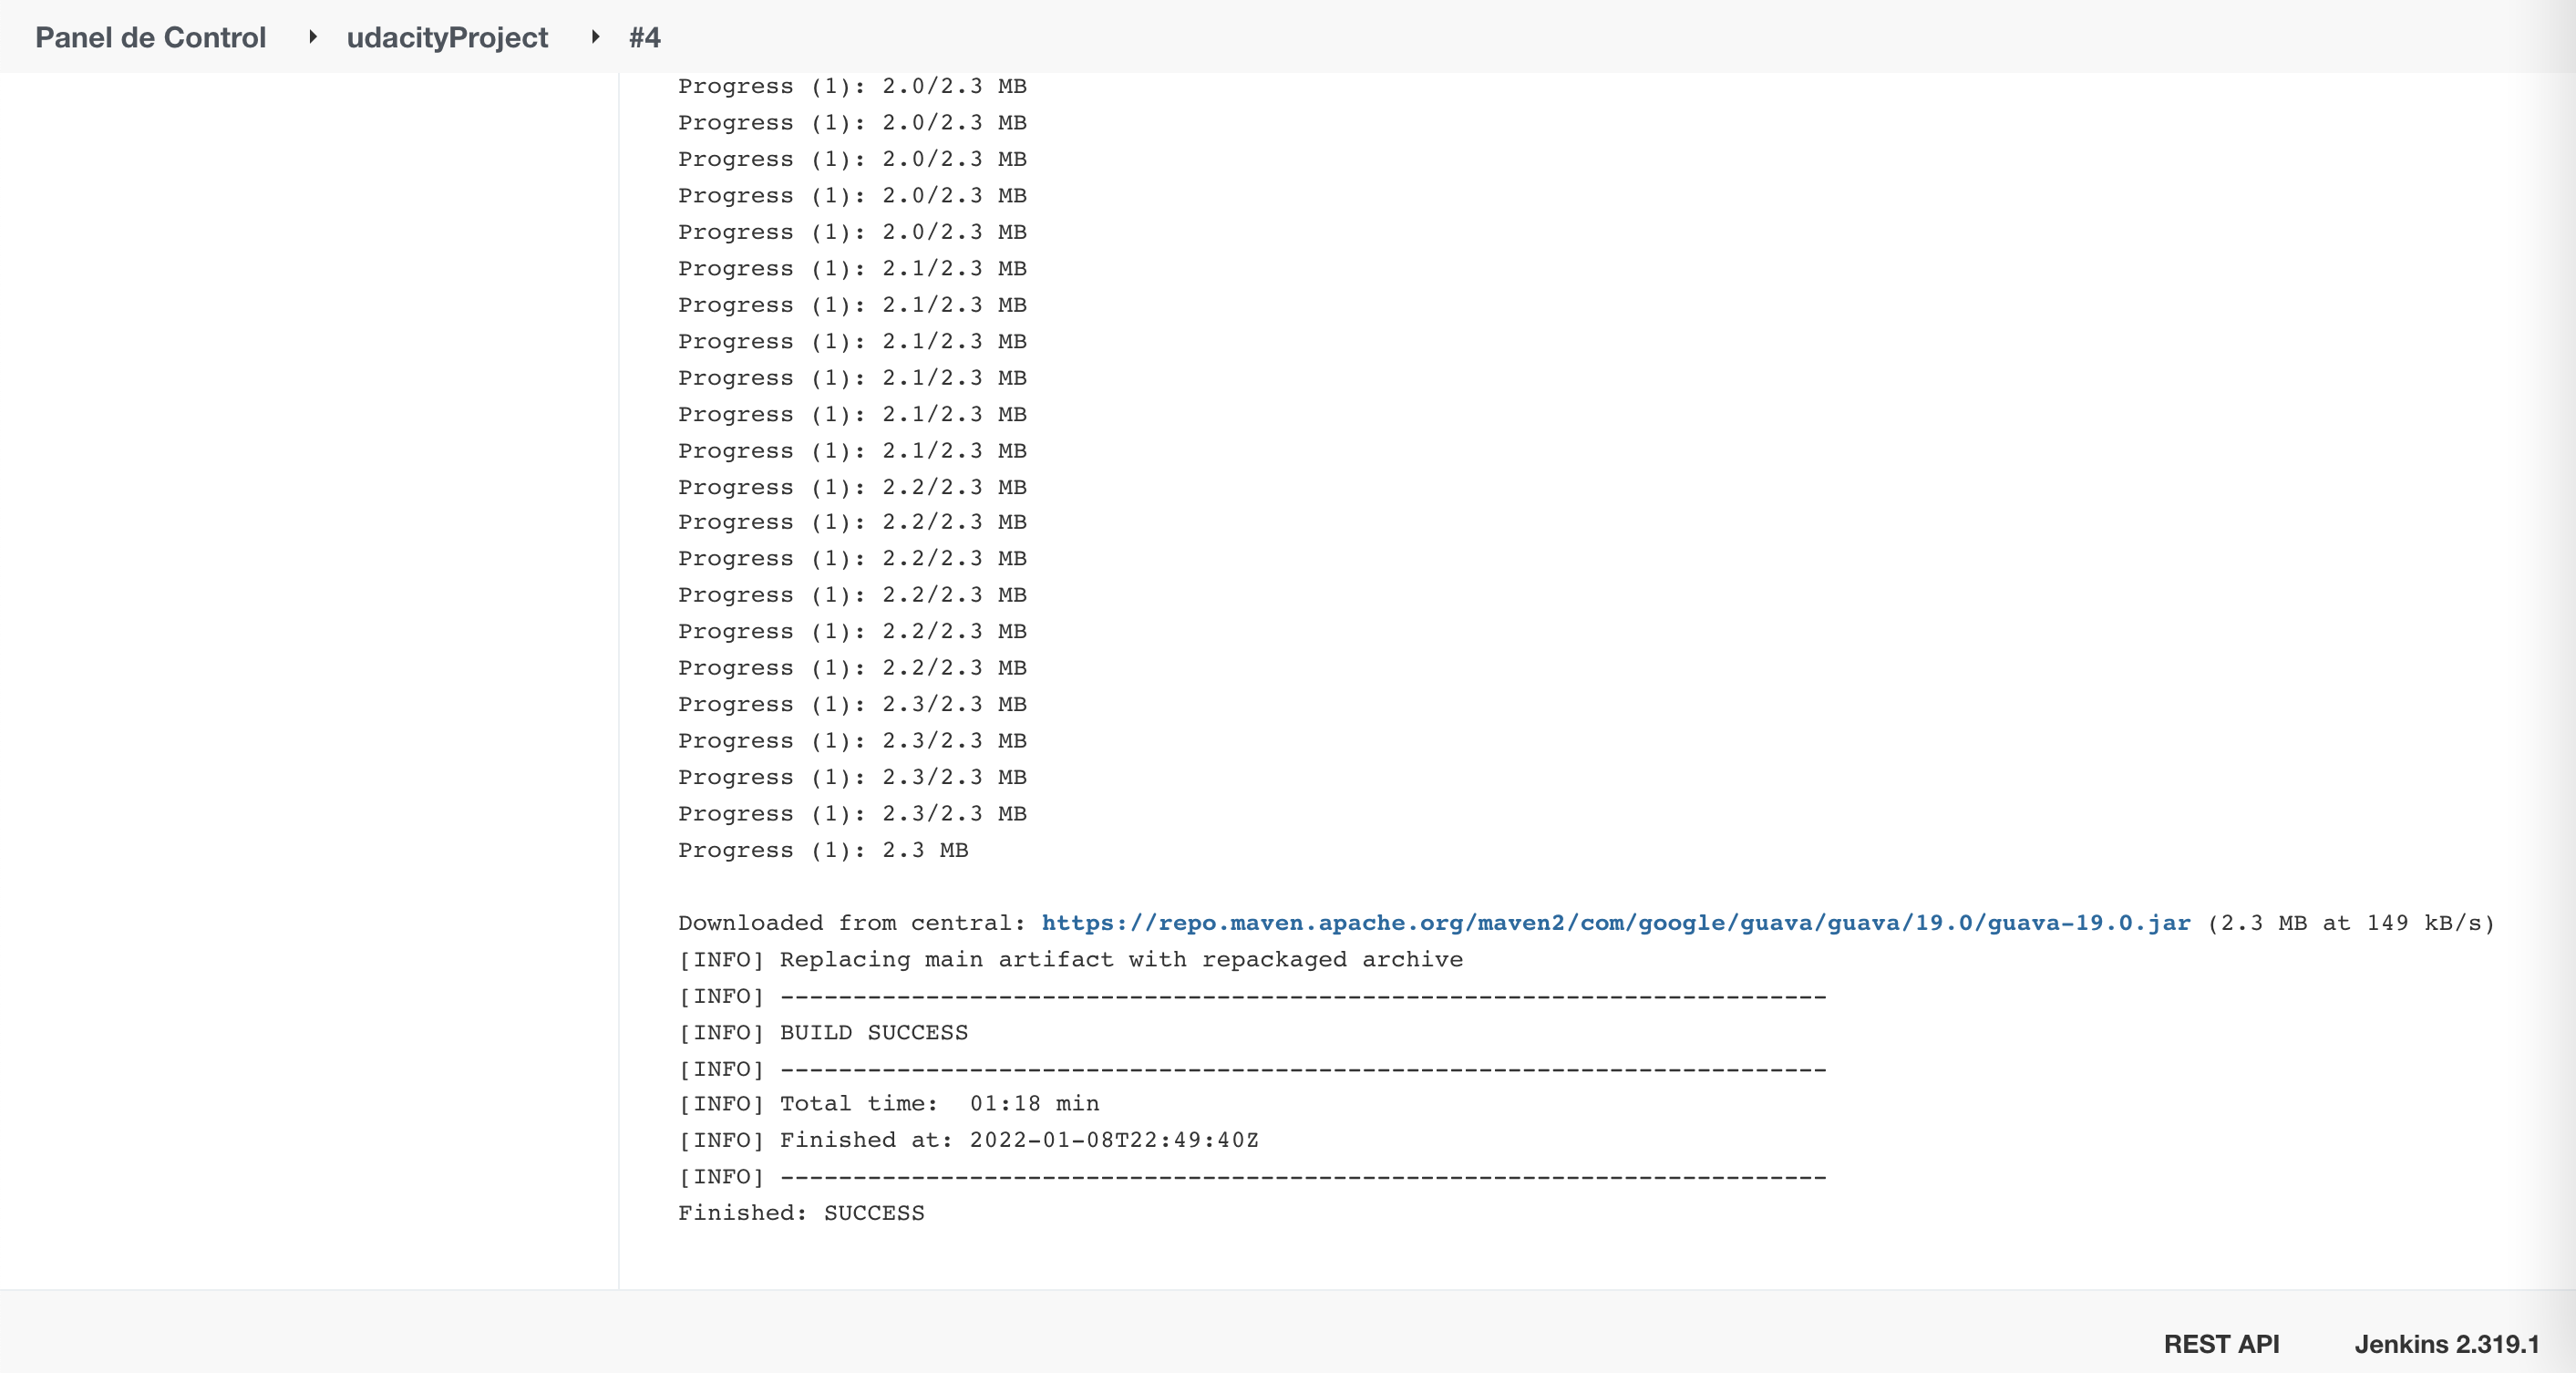 Panel de Control udacityProject #4
Progress (1): 2.0/2.3 MB
Progress (1): 2.0/2.3 MB
Progress (1): 2.0/2.3 MB
Progress (1): 2.0/2.3 MB
Progress (1): 2.0/2.3 MB
Progress (1): 2.1/2.3 MB
Progress (1): 2.1/2.3 MB
Progress (1): 2.1/2.3 MB
Progress (1): 2.1/2.3 MB
Progress (1): 2.1/2.3 MB
Progress (1): 2.1/2.3 MB
Progress (1): 2.2/2.3 MB
Progress (1): 2.2/2.3 MB
Progress (1): 2.2/2.3 MB
Progress (1): 2.2/2.3 MB
Progress (1): 2.2/2.3 MB
Progress (1): 2.2/2.3 MB
Progress (1): 2.3/2.3 MB
Progress (1): 2.3/2.3 MB
Progress (1): 2.3/2.3 MB
Progress (1): 2.3/2.3 MB
Progress (1): 2.3 MB
Downloaded from central: https://repo.maven.apache.org/maven2/com/google/guava/guava/19.0/guava-19.0.jar (2.3 MB at 149 kB/s)
[INFO] Replacing main artifact with repackaged archive
[INFO] ------------------------------------------------------------------------
[INFO] BUILD SUCCESS
[INFO] ------------------------------------------------------------------------
[INFO] Total time:  01:18 min
[INFO] Finished at: 2022-01-08T22:49:40Z
[INFO] ------------------------------------------------------------------------
Finished: SUCCESS
REST API Jenkins 2.319.1